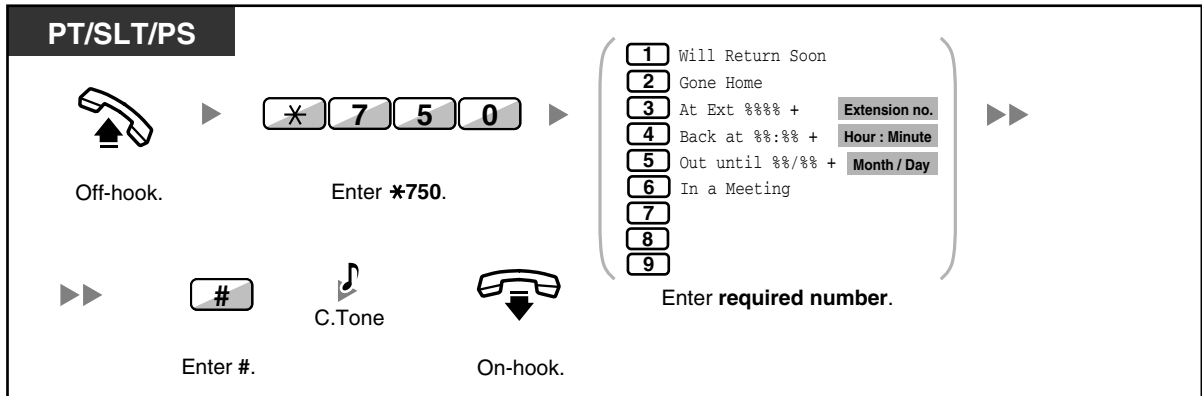 PT/SLT/PS
1 Will Return Soon
2 Gone Home
3 At Ext %%%% + Extension no.
4 Back at %%:%% + Hour : Minute
5 Out until %%/%% + Month / Day
6 In a Meeting
7
8
9
* 7 5 0
Off-hook.
Enter *750.
Enter required number.
#
C.Tone
Enter #.
On-hook.